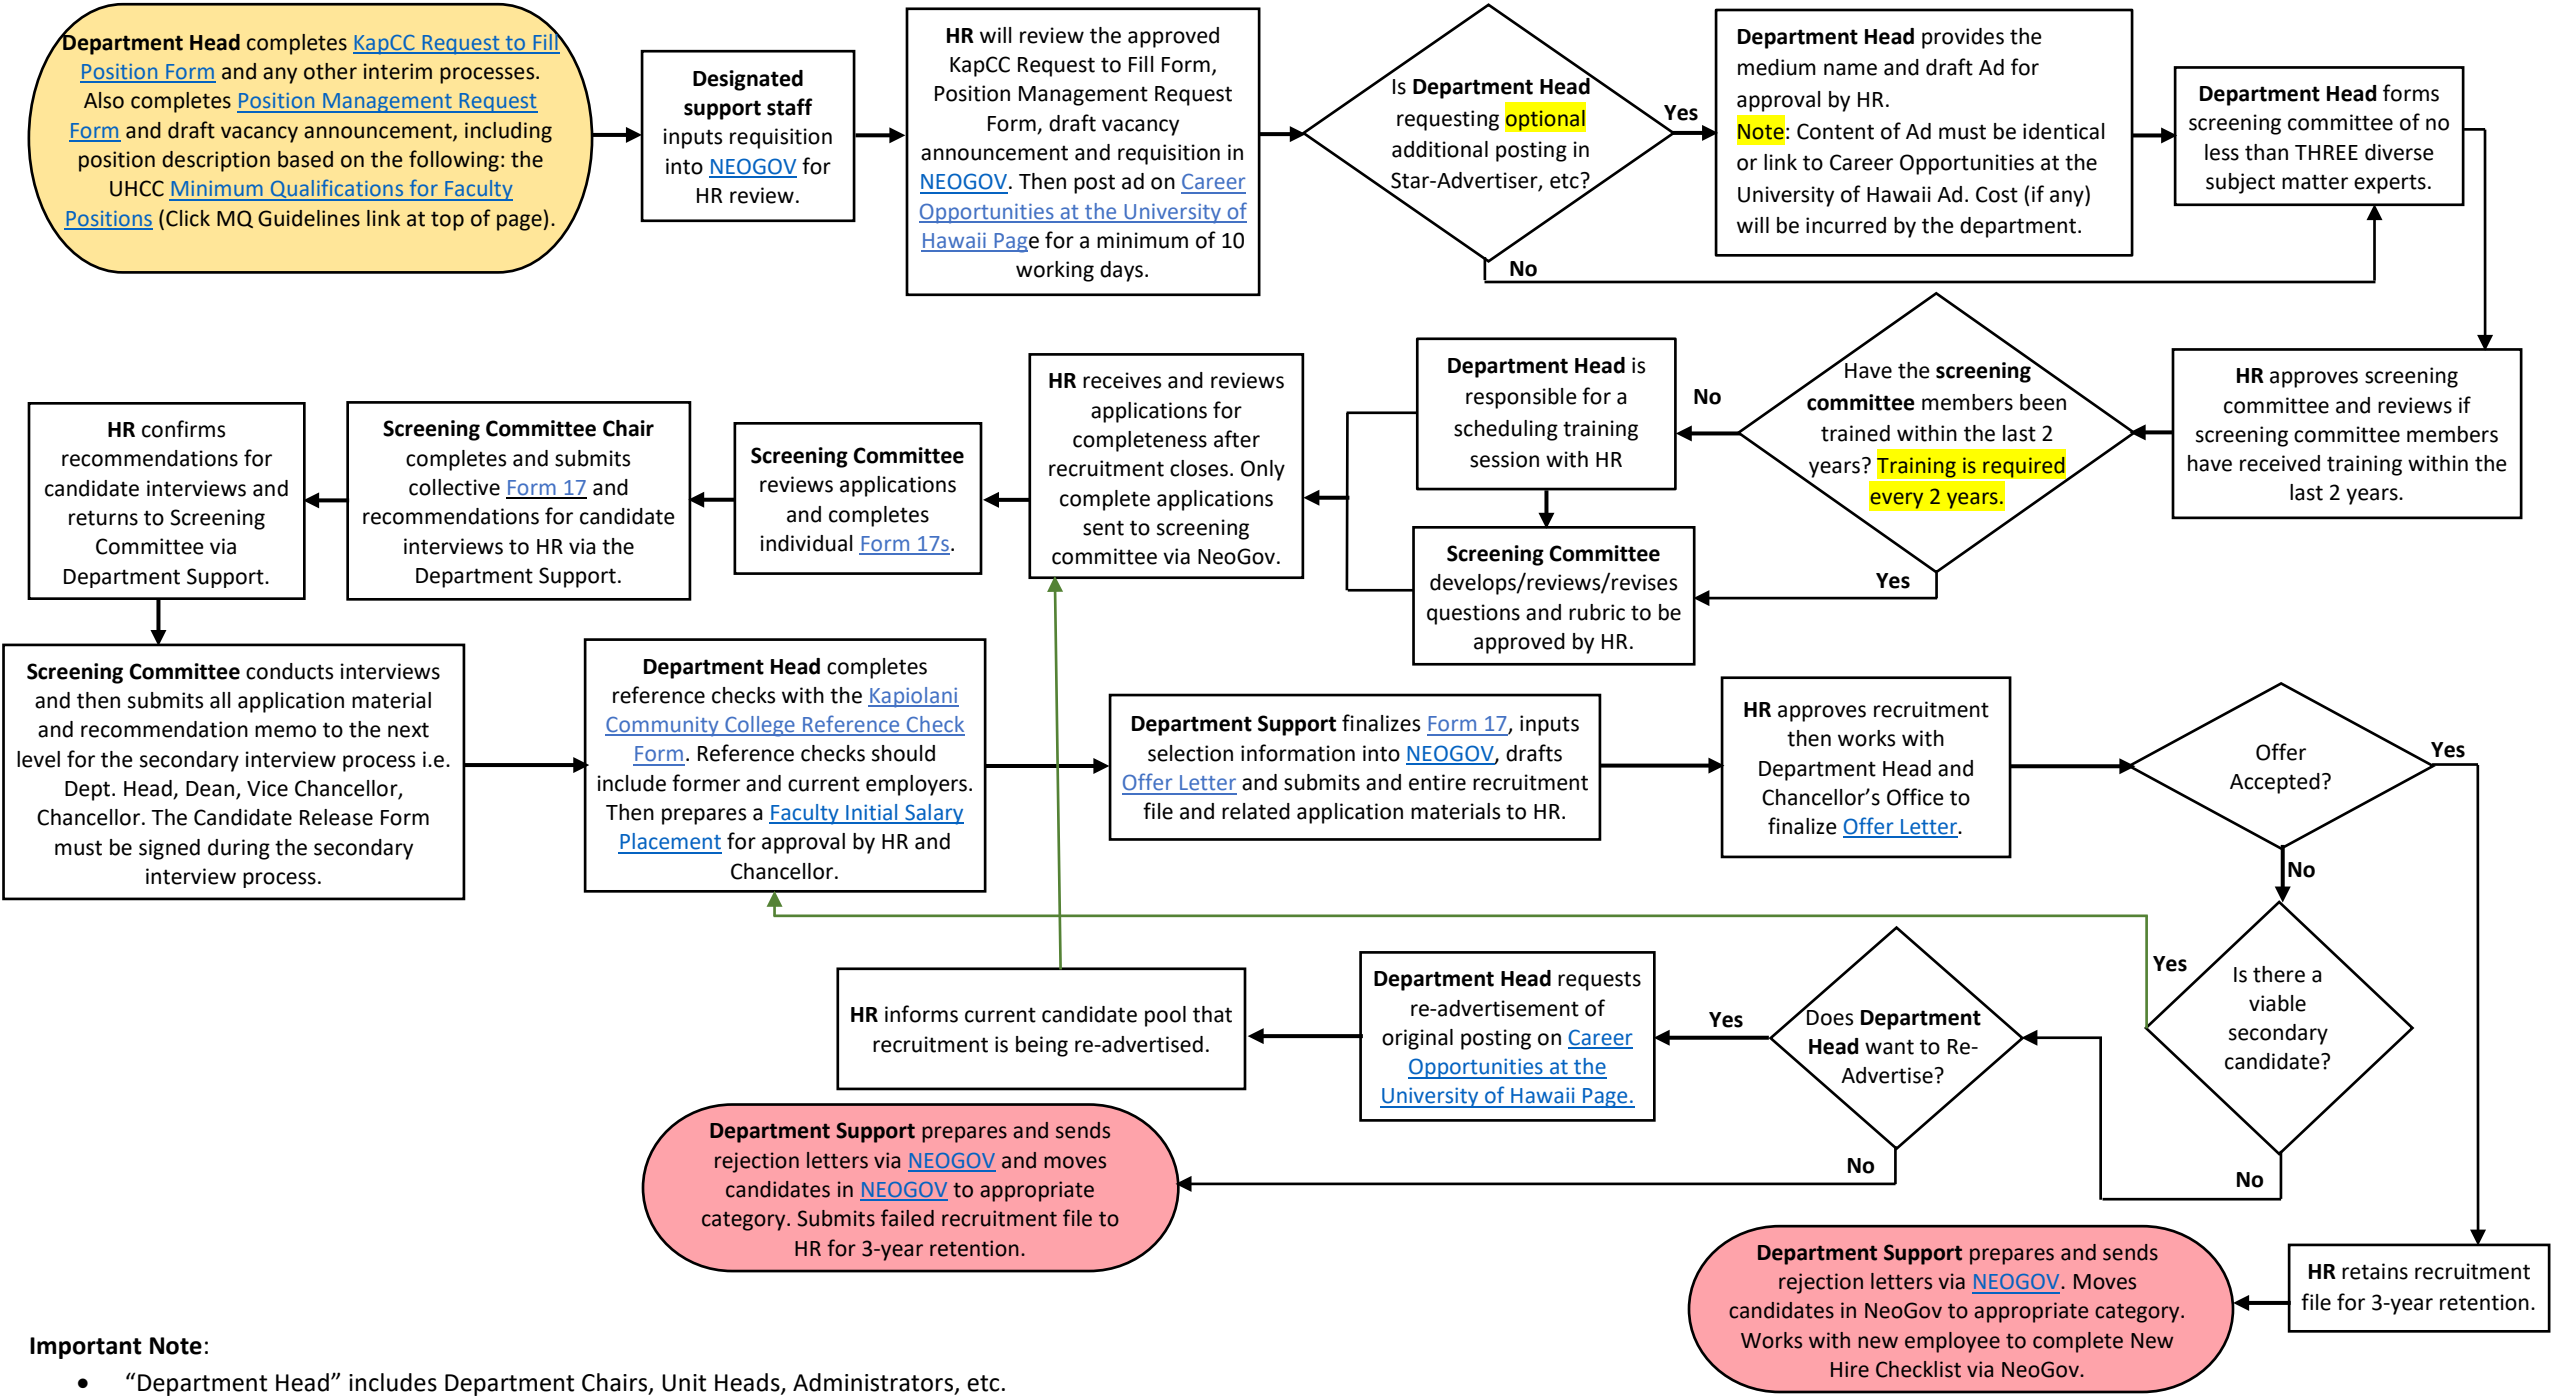 Department Head completes KapCC Request to Fill
Position Form and any other interim processes.
Also completes Position Management Request
Form and draft vacancy announcement, including
position description based on the following: the
UHCC Minimum Qualifications for Faculty
Positions (Click MQ Guidelines link at top of page).
Designated
support staff
inputs requisition
into NEOGOV for
HR review.
HR will review the approved
KapCC Request to Fill Form,
Position Management Request
Form, draft vacancy
announcement and requisition in
NEOGOV. Then post ad on Career
Opportunities at the University of
Hawaii Page for a minimum of 10
working days.
Is Department Head
requesting optional
additional posting in
Star-Advertiser, etc?
Yes
No
Department Head provides the
medium name and draft Ad for
approval by HR.
Note: Content of Ad must be identical
or link to Career Opportunities at the
University of Hawaii Ad. Cost (if any)
will be incurred by the department.
Department Head forms
screening committee of no
less than THREE diverse
subject matter experts.
HR approves screening
committee and reviews if
screening committee members
have received training within the
last 2 years.
Have the screening
committee members been
trained within the last 2
years? Training is required
every 2 years.
No
Yes
Department Head is
responsible for a
scheduling training
session with HR
Screening Committee
develops/reviews/revises
questions and rubric to be
approved by HR.
HR receives and reviews
applications for
completeness after
recruitment closes. Only
complete applications
sent to screening
committee via NeoGov.
Screening Committee
reviews applications
and completes
individual Form 17s.
Screening Committee Chair
completes and submits
collective Form 17 and
recommendations for candidate
interviews to HR via the
Department Support.
HR confirms
recommendations for
candidate interviews and
returns to Screening
Committee via
Department Support.
Screening Committee conducts interviews
and then submits all application material
and recommendation memo to the next
level for the secondary interview process i.e.
Dept. Head, Dean, Vice Chancellor,
Chancellor. The Candidate Release Form
must be signed during the secondary
interview process.
Department Head completes
reference checks with the Kapiolani
Community College Reference Check
Form. Reference checks should
include former and current employers.
Then prepares a Faculty Initial Salary
Placement for approval by HR and
Chancellor.
Department Support finalizes Form 17, inputs
selection information into NEOGOV, drafts
Offer Letter and submits and entire recruitment
file and related application materials to HR.
HR approves recruitment
then works with
Department Head and
Chancellor's Office to
finalize Offer Letter.
Offer
Accepted?
Yes
No
Is there a
viable
secondary
candidate?
Yes
No
Does Department
Head want to Re-
Advertise?
Yes
No
Department Head requests
re-advertisement of
original posting on Career
Opportunities at the
University of Hawaii Page.
HR informs current candidate pool that
recruitment is being re-advertised.
Department Support prepares and sends
rejection letters via NEOGOV and moves
candidates in NEOGOV to appropriate
category. Submits failed recruitment file to
HR for 3-year retention.
HR retains recruitment
file for 3-year retention.
Department Support prepares and sends
rejection letters via NEOGOV. Moves
candidates in NeoGov to appropriate category.
Works with new employee to complete New
Hire Checklist via NeoGov.
Important Note:
• “Department Head” includes Department Chairs, Unit Heads, Administrators, etc.